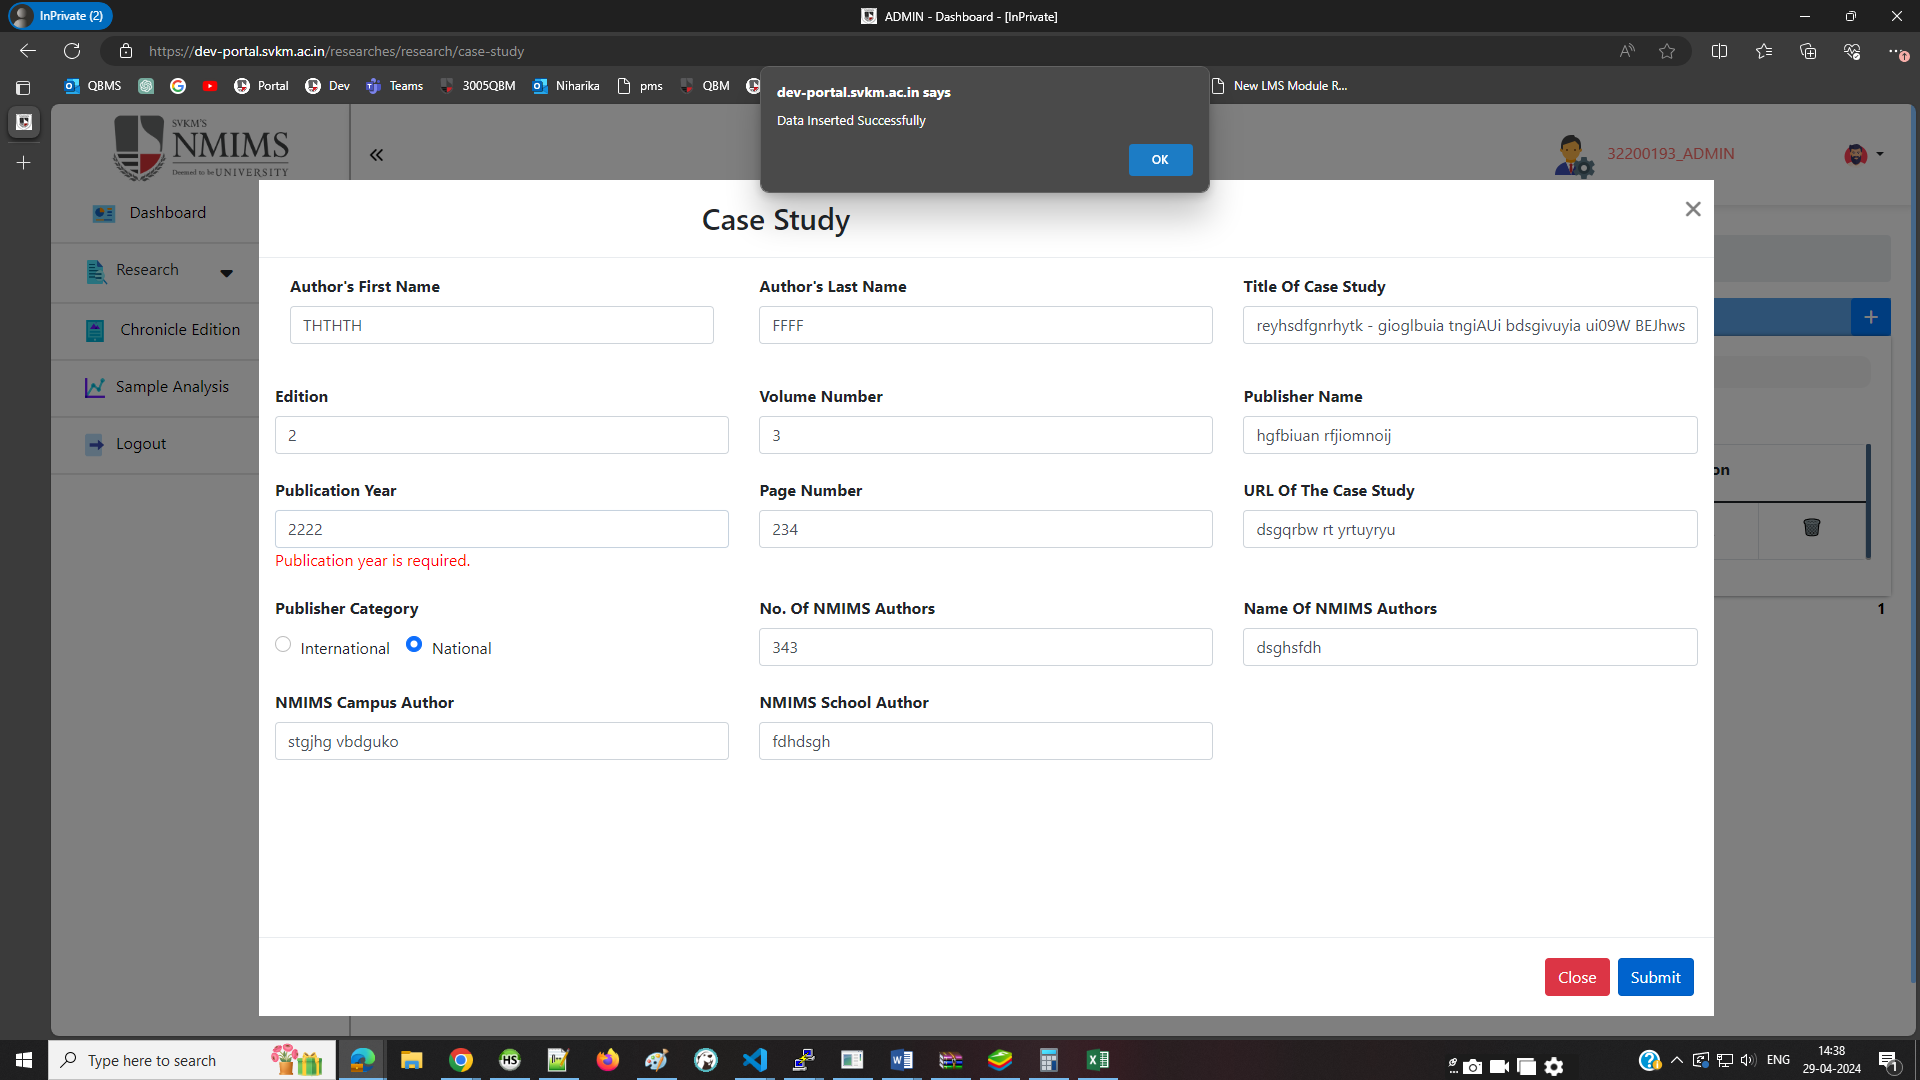 InPrivate (2)
ADMIN - Dashboard - [InPrivate]
https://dev-portal.svkm.ac.in/researches/research/case-study
QBMS
Portal
Dev
Teams
3005QBM
Niharika
pms
QBM
New LMS Module R...
dev-portal.svkm.ac.in says
Data Inserted Successfully
OK
SVKM'S
NMIMS
Deemed to be UNIVERSITY
32200193_ADMIN
Dashboard
Research
Chronicle Edition
Sample Analysis
Logout
Case Study
Author's First Name
Author's Last Name
Title Of Case Study
THTHTH
FFFF
reyhsdfgnrhytk - gioglbuia tngiAUi bdsgivuyia ui09W BEJhws
Edition
Volume Number
Publisher Name
2
3
hgfbiuan rfjiomnoij
on
Publication Year
Page Number
URL Of The Case Study
2222
234
dsgqrbw rt yrtuyryu
Publication year is required.
Publisher Category
No. Of NMIMS Authors
Name Of NMIMS Authors
1
International
National
343
dsghsfdh
NMIMS Campus Author
NMIMS School Author
stgjhg vbdguko
fdhdsgh
Close
Submit
Type here to search
HS
ENG
14:38
29-04-2024
1